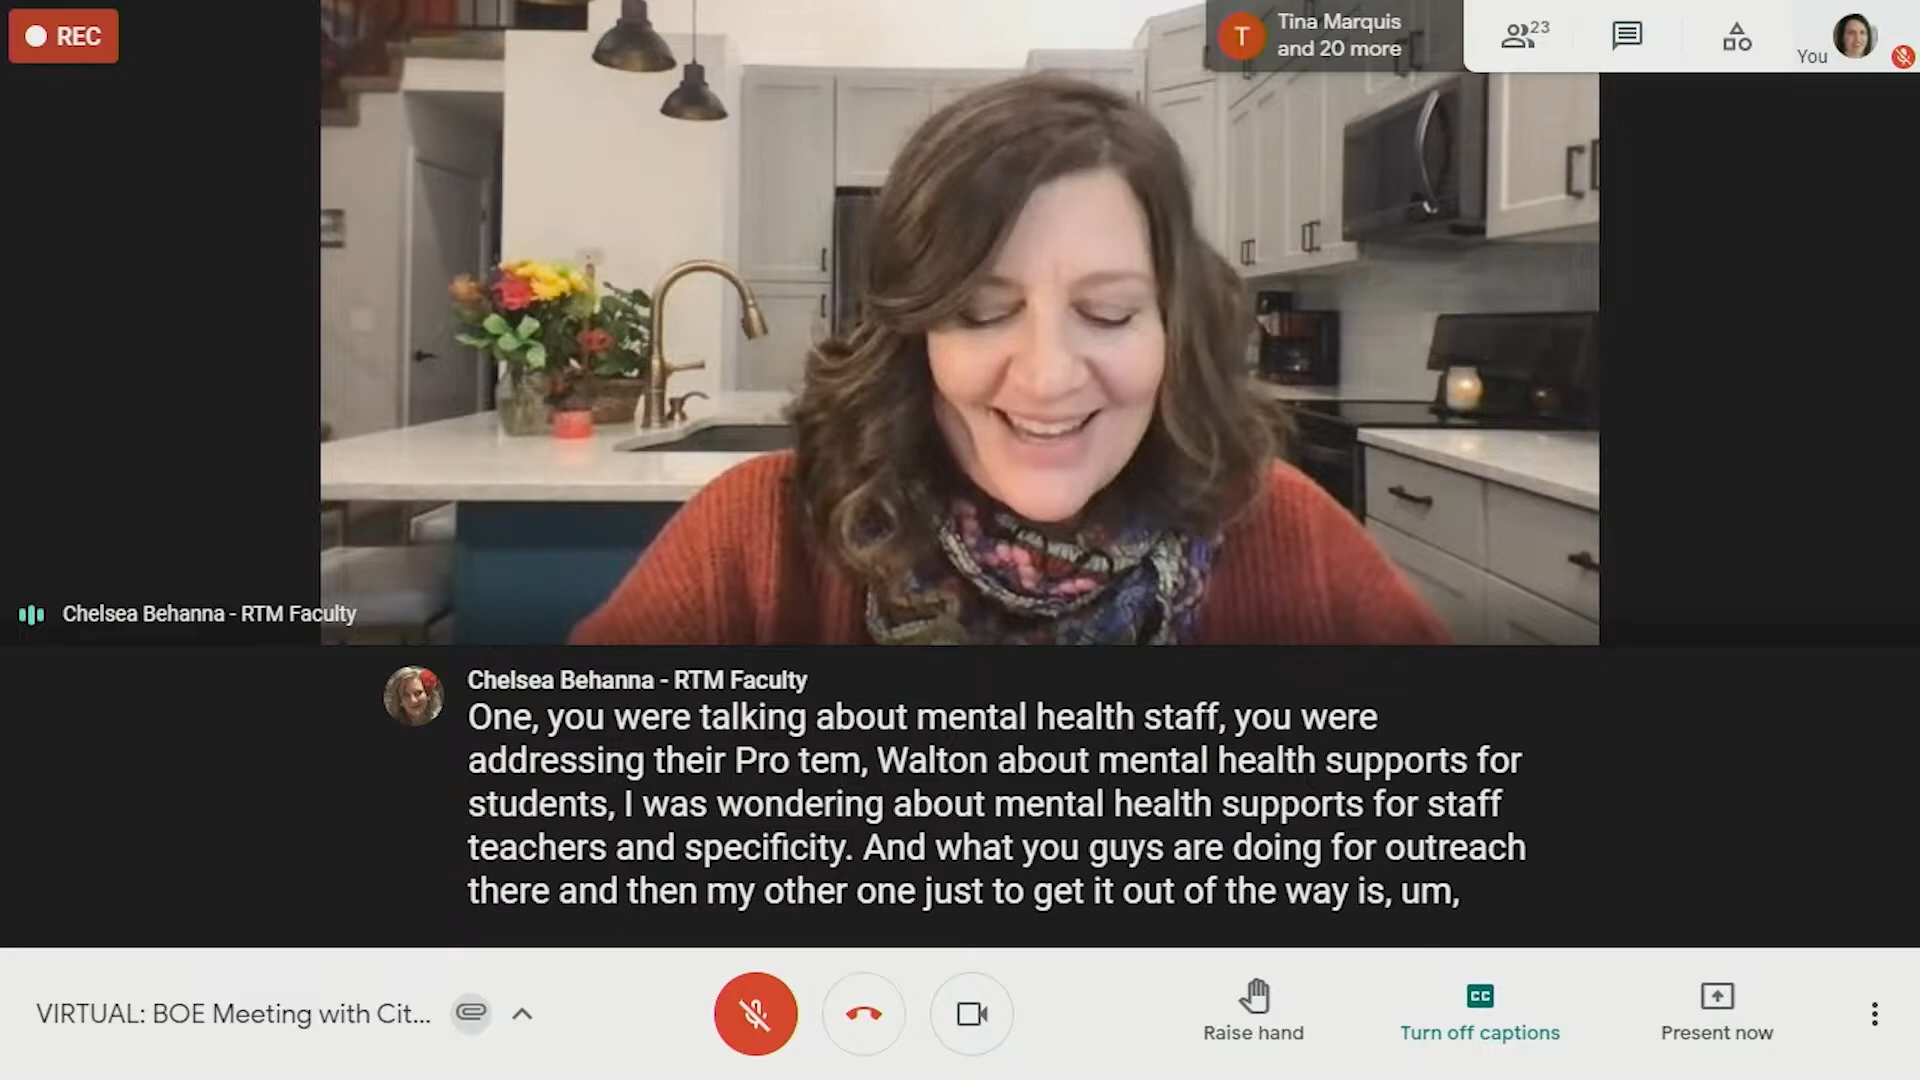 REC
Tina Marquis
and 20 more
23
You
T
Chelsea Behanna - RTM Faculty
Chelsea Behanna - RTM Faculty
One, you were talking about mental health staff, you were
addressing their Pro tem, Walton about mental health supports for
students, I was wondering about mental health supports for staff
teachers and specificity. And what you guys are doing for outreach
there and then my other one just to get it out of the way is, um,
VIRTUAL: BOE Meeting with Cit...
Raise hand
CC
Turn off captions
Present now